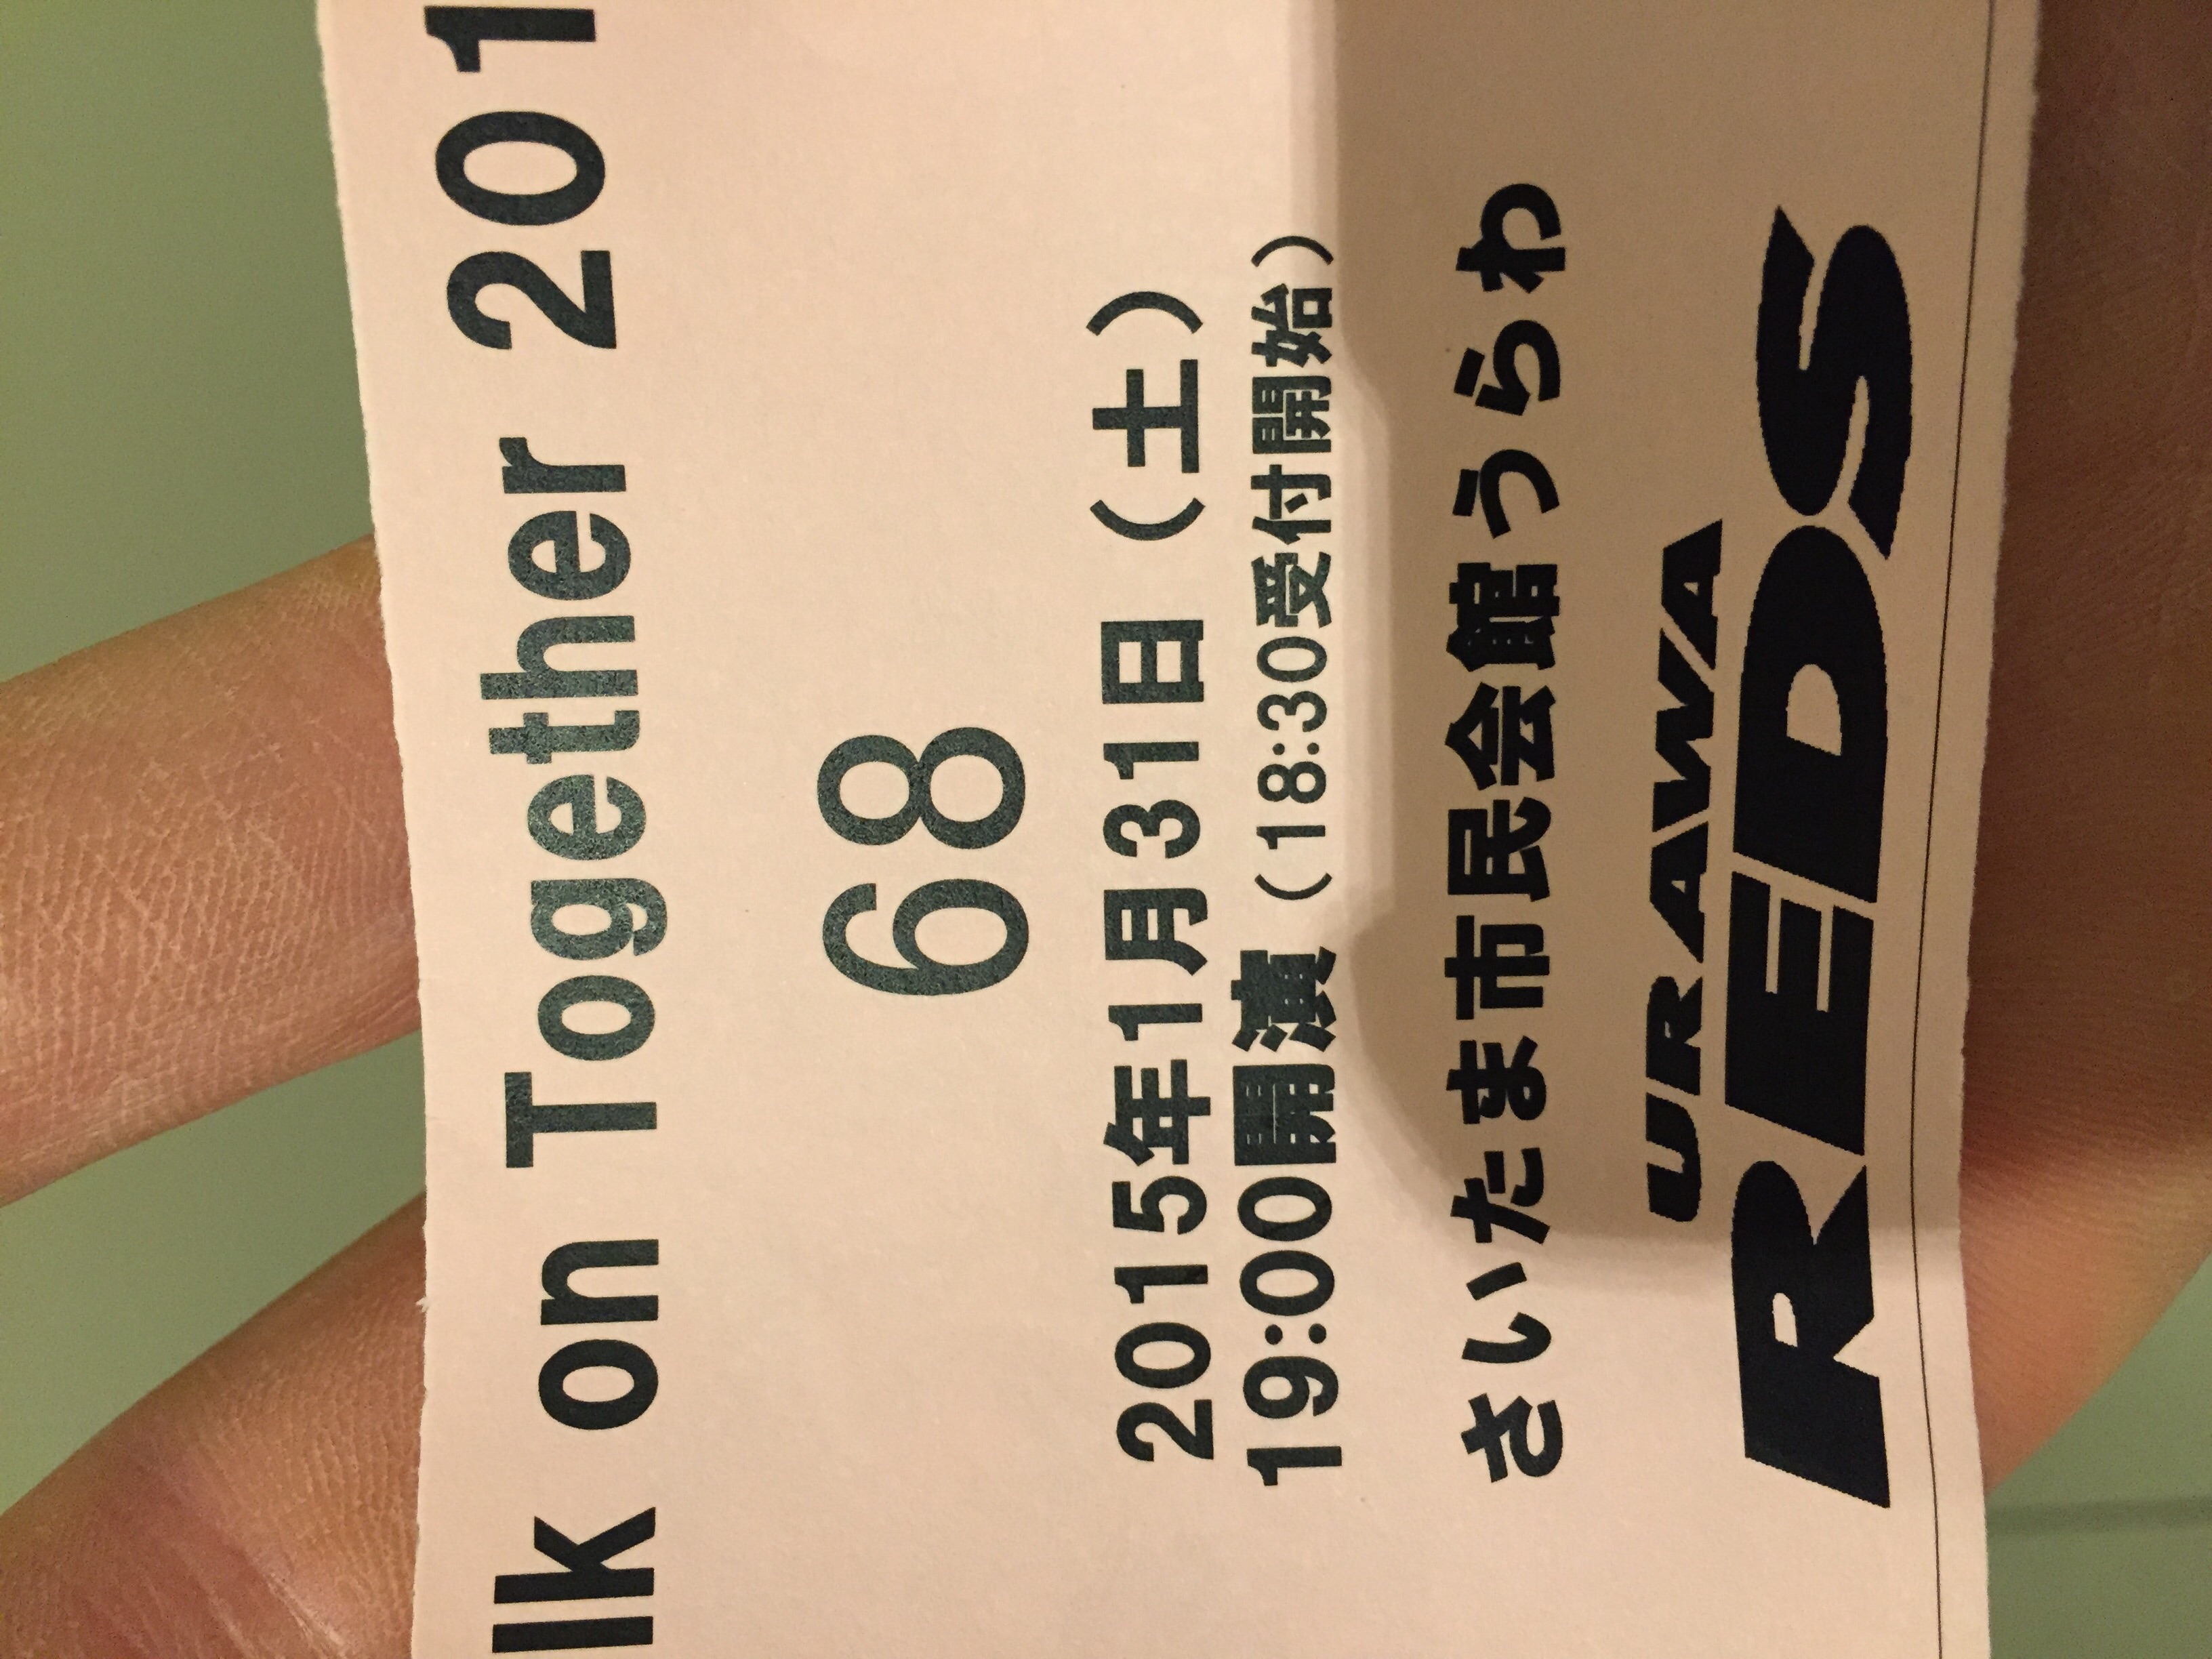 lk on Together 201
68
2015年1月31日（土）
19:00開演（18:30受付開始）
さいたま市民会館うらわ
URAWA
REDS